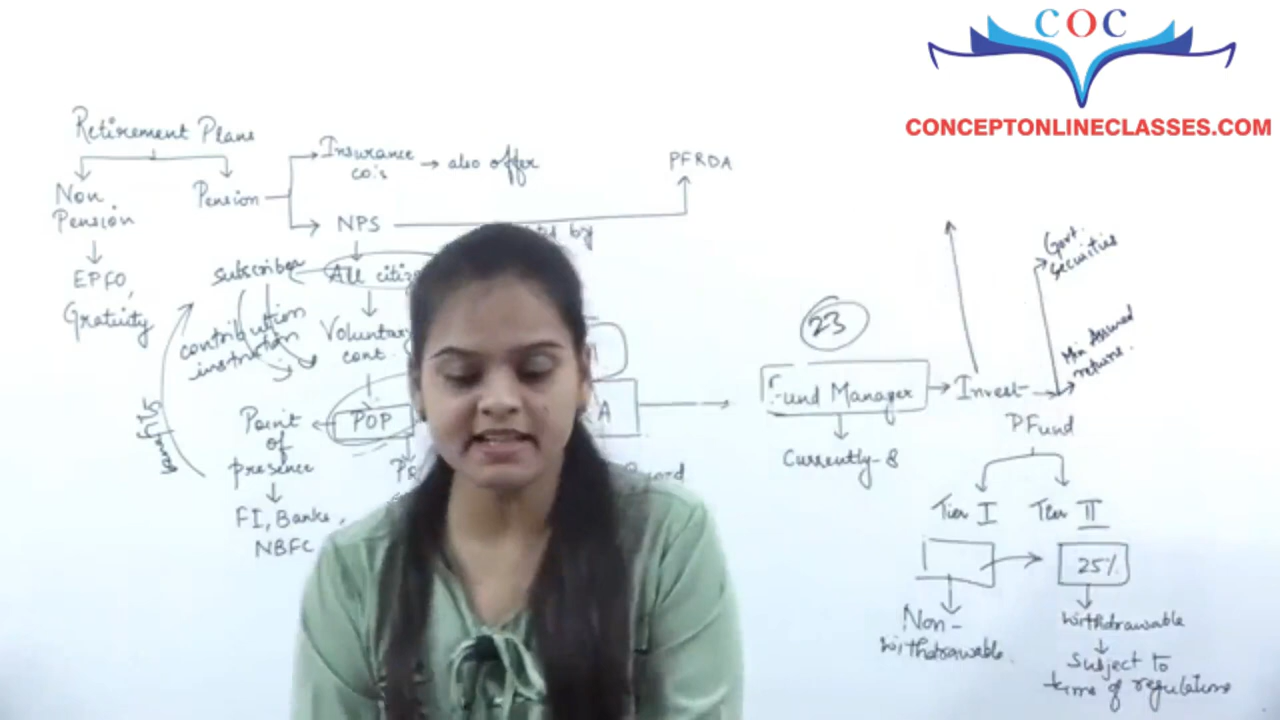 COC
CONCEPTONLINECLASSES.COM
Retirement Plans
Non
Pension
EPFO,
Gratuity
Pension
Insurance
co's
also offer
NPS
by
PFRDA
subscriber
All
contribution
instruction
Voluntary
cont.
Point
of
presence
FI, Banks,
NBFC
POP
A
23
Fund Manager
Currently-8
Invest
Govt.
Securities
Min Assured
returns.
PFund
Tier I
Tier II
25%
Non-
Withdrawable
Withdrawable
Subject to
terms of regulations